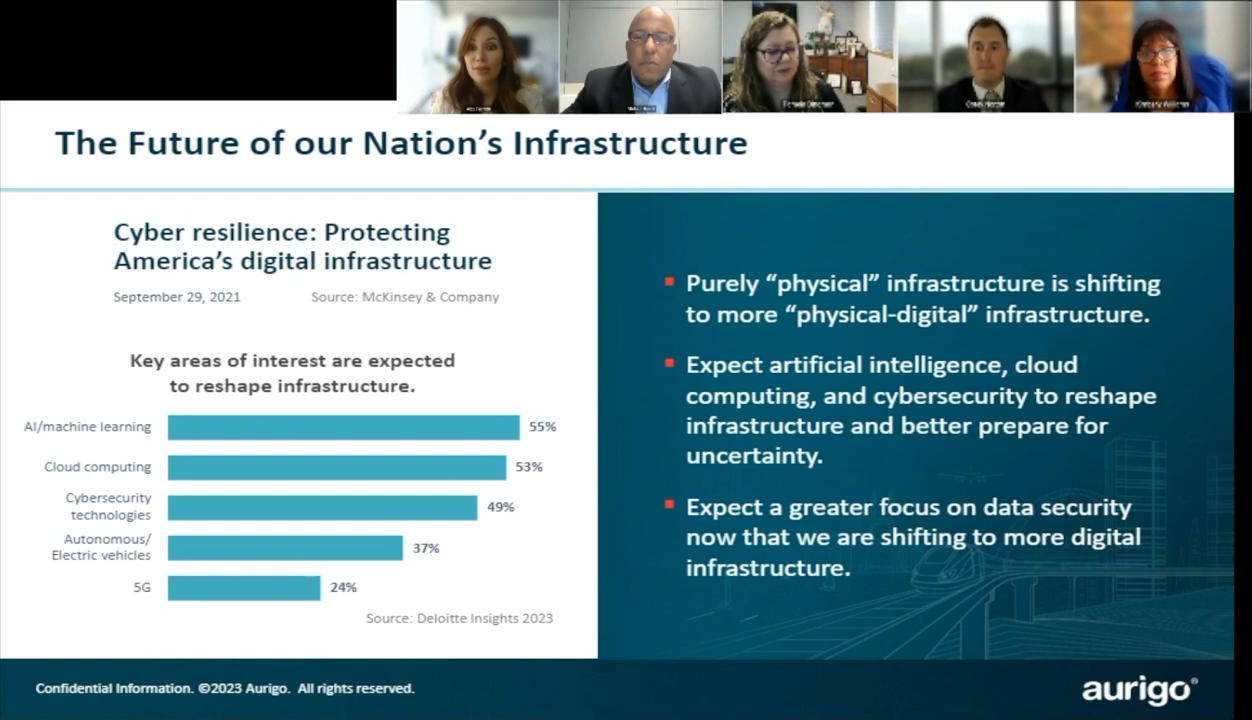 The Future of our Nation's Infrastructure
Cyber resilience: Protecting
America's digital infrastructure
September 29, 2021 Source: McKinsey & Company
Key areas of interest are expected
to reshape infrastructure.
AI/machine learning 55%
Cloud computing 53%
Cybersecurity
technologies 49%
Autonomous/
Electric vehicles 37%
5G 24%
Source: Deloitte Insights 2023
Purely “physical” infrastructure is shifting
to more “physical-digital” infrastructure.
Expect artificial intelligence, cloud
computing, and cybersecurity to reshape
infrastructure and better prepare for
uncertainty.
Expect a greater focus on data security
now that we are shifting to more digital
infrastructure.
Confidential Information. ©2023 Aurigo. All rights reserved.
aurigo®